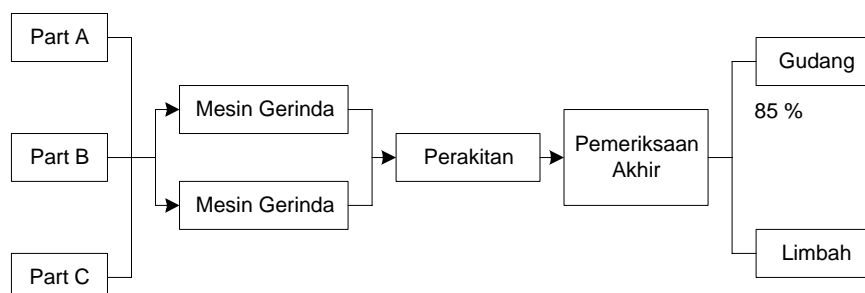 Part A
Part B
Part C
Mesin Gerinda
Mesin Gerinda
Perakitan
Pemeriksaan
Akhir
Gudang
85 %
Limbah